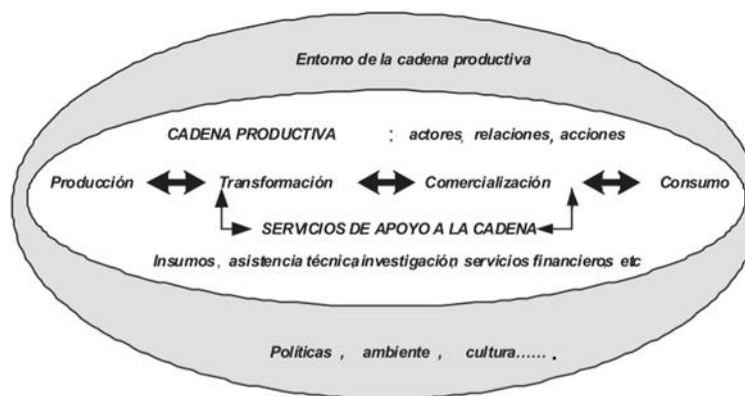 Entorno de la cadena productiva
CADENA PRODUCTIVA : actores, relaciones, acciones
Producción Transformación Comercialización Consumo
SERVICIOS DE APOYO A LA CADENA
Insumos, asistencia técnica, investigación, servicios financieros, etc
Políticas , ambiente , cultura...... .